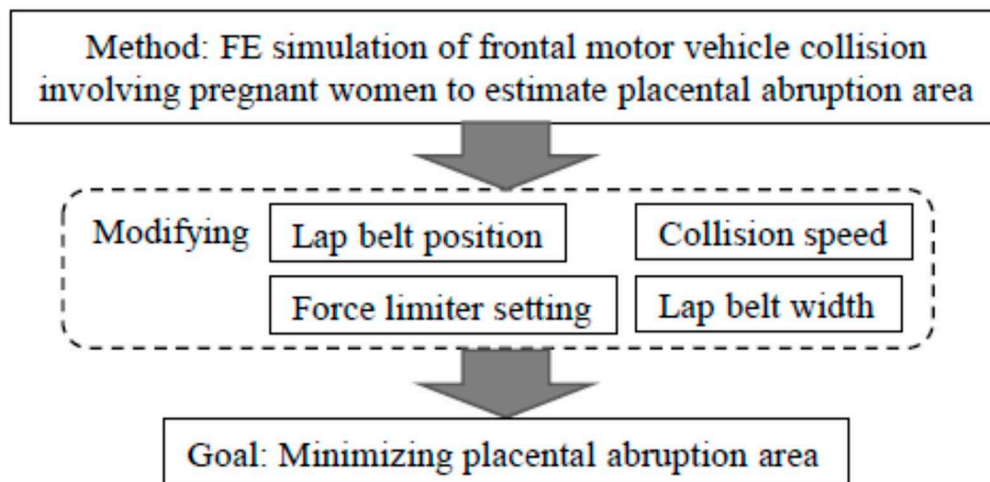 Method: FE simulation of frontal motor vehicle collision
involving pregnant women to estimate placental abruption area
Modifying
Lap belt position
Collision speed
Force limiter setting
Lap belt width
Goal: Minimizing placental abruption area